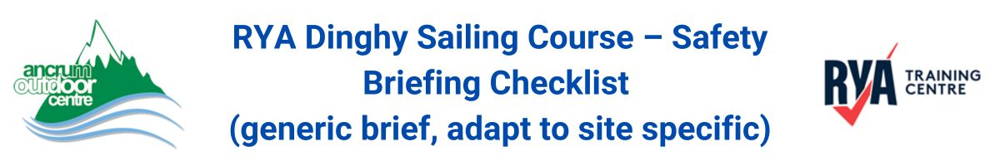 ancrum
outdoor
centre
RYA Dinghy Sailing Course – Safety
Briefing Checklist
(generic brief, adapt to site specific)
RYA TRAINING
CENTRE